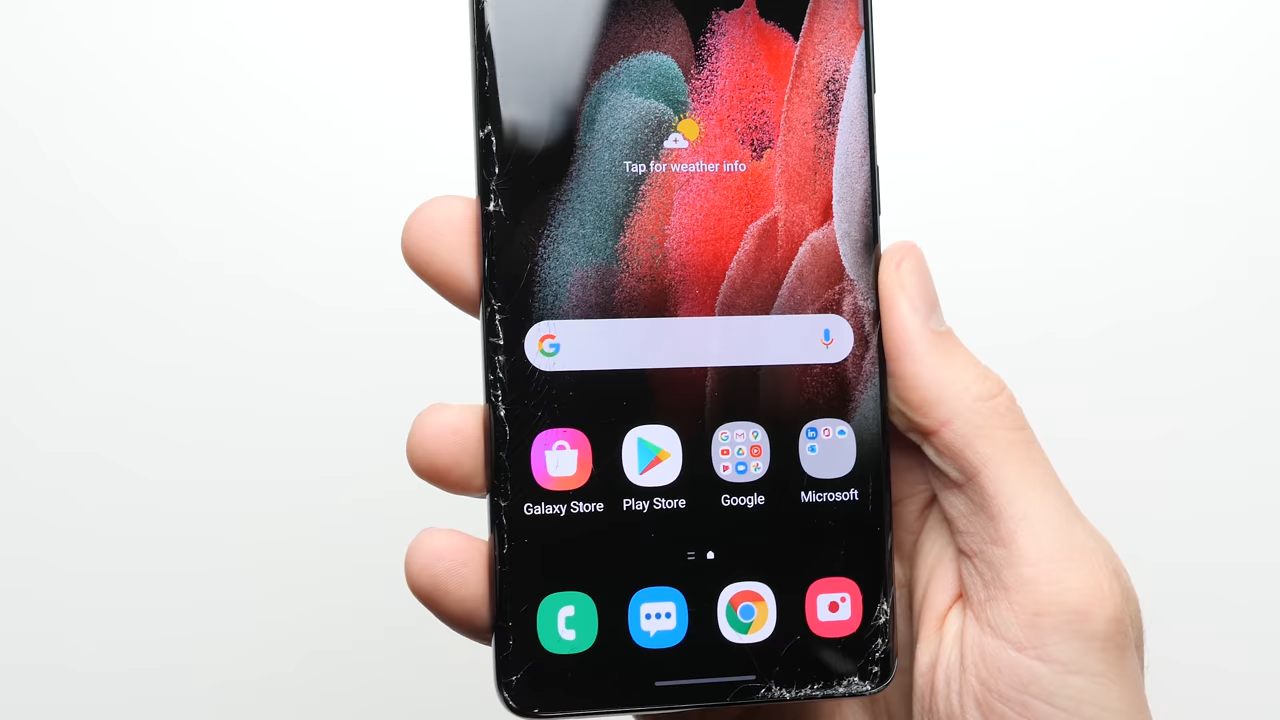 Tap for weather info
G
Galaxy Store
Play Store
Google
Microsoft